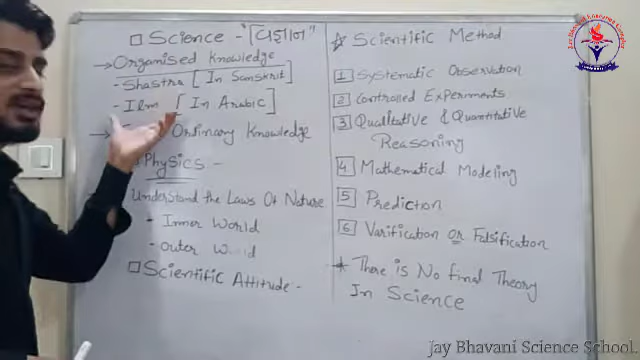 □ Science - "विज्ञान"
→ Organised Knowledge
- Shastra [In Sanskrit]
- Ilm [In Arabic]
→ Ordinary Knowledge
Physics -
Understand the Laws Of Nature
- Inner World
- Outer W
□ Scientific Attitude -
☆ Scientific Method
1 Systematic Observation
2 Controlled Experiments
3 Qualitative & Quantitative
Reasoning
4 Mathematical Modeling
5 Prediction
6 Varification or Falsification
* There is No final Theory
In Science
Jay Bhavani Science School.